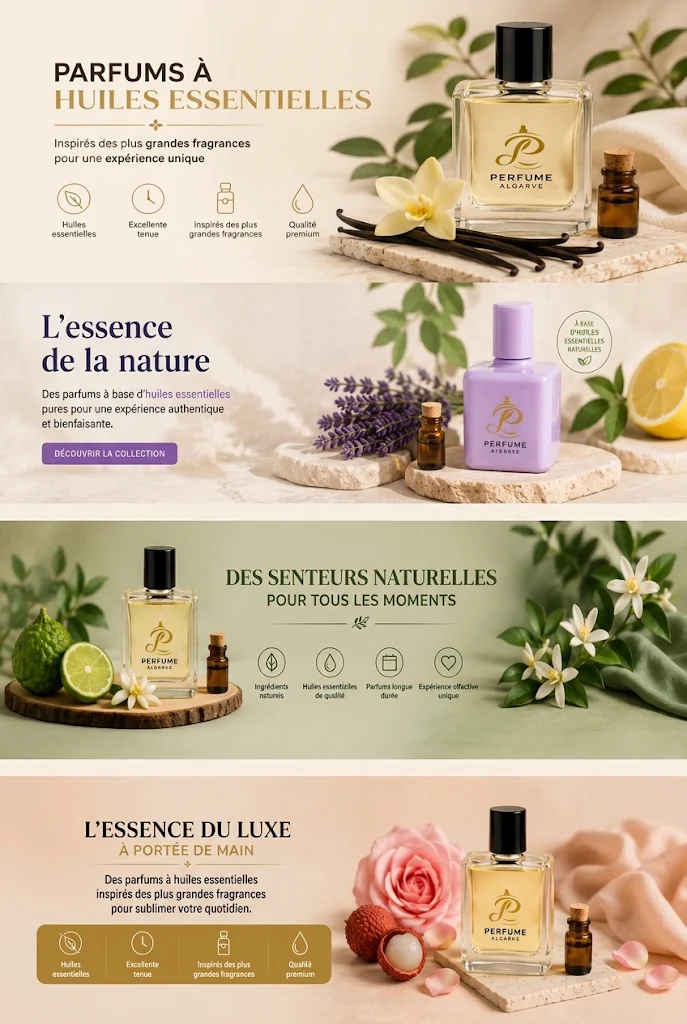 PARFUMS À
HUILES ESSENTIELLES
Inspirés des plus grandes fragrances
pour une expérience unique
Huiles
essentielles
Excellente
tenue
Inspirés des plus
grandes fragrances
Qualité
premium
PERFUME
ALGARVE
L'essence
de la nature
Des parfums à base d'huiles essentielles
pures pour une expérience authentique
et bienfaisante.
DÉCOUVRIR LA COLLECTION
PERFUME
À BASE
D'HUILES
ESSENTIELLES
NATURELLES
PERFUME
DES SENTEURS NATURELLES
POUR TOUS LES MOMENTS
Ingrédients
naturels
Huiles essentielles
de qualité
Parfums longue
durée
Expérience olfactive
unique
L'ESSENCE DU LUXE
À PORTÉE DE MAIN
Des parfums à huiles essentielles
inspirés des plus grandes fragrances
pour sublimer votre quotidien.
Huiles
essentielles
Excellente
tenue
Inspirés des plus
grandes fragrances
premium
PERFUME